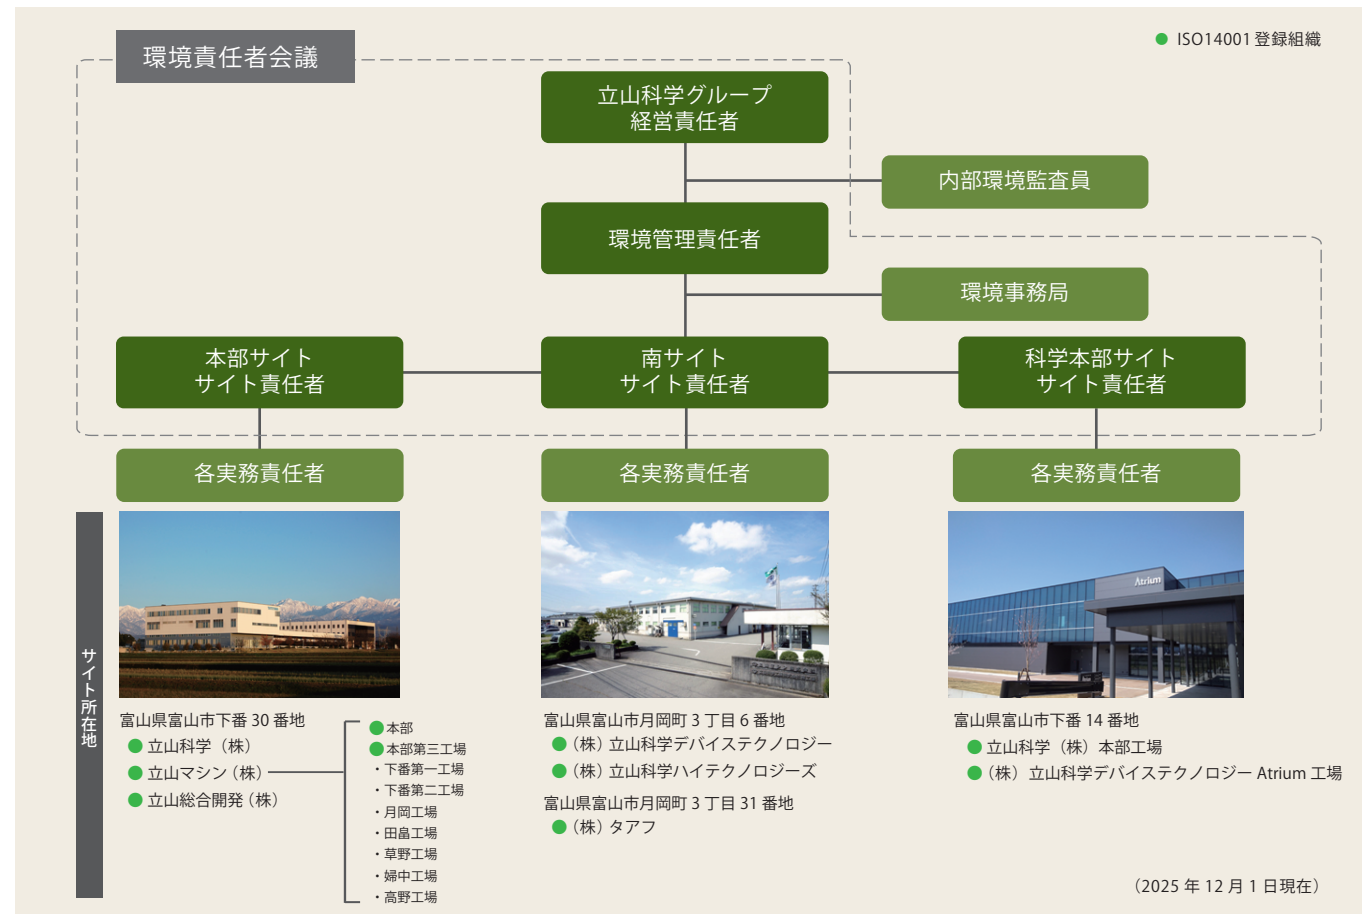 環境責任者会議
● ISO14001 登録組織
立山科学グループ
経営責任者
内部環境監査員
環境管理責任者
環境事務局
本部サイト
サイト責任者
南サイト
サイト責任者
科学本部サイト
サイト責任者
各実務責任者
各実務責任者
各実務責任者
サイト所在地
Atrium
富山県富山市下番 30 番地
● 立山科学（株）
● 立山マシン（株）
● 立山総合開発（株）
● 本部
● 本部第三工場
・下番第一工場
・下番第二工場
・月岡工場
・田畠工場
・草野工場
・婦中工場
・高野工場
富山県富山市月岡町 3 丁目 6 番地
●（株）立山科学デバイステクノロジー
●（株）立山科学ハイテクノロジーズ
富山県富山市月岡町 3 丁目 31 番地
●（株）タアフ
富山県富山市下番 14 番地
● 立山科学（株）本部工場
●（株）立山科学デバイステクノロジー Atrium 工場
（2025 年 12 月 1 日現在）